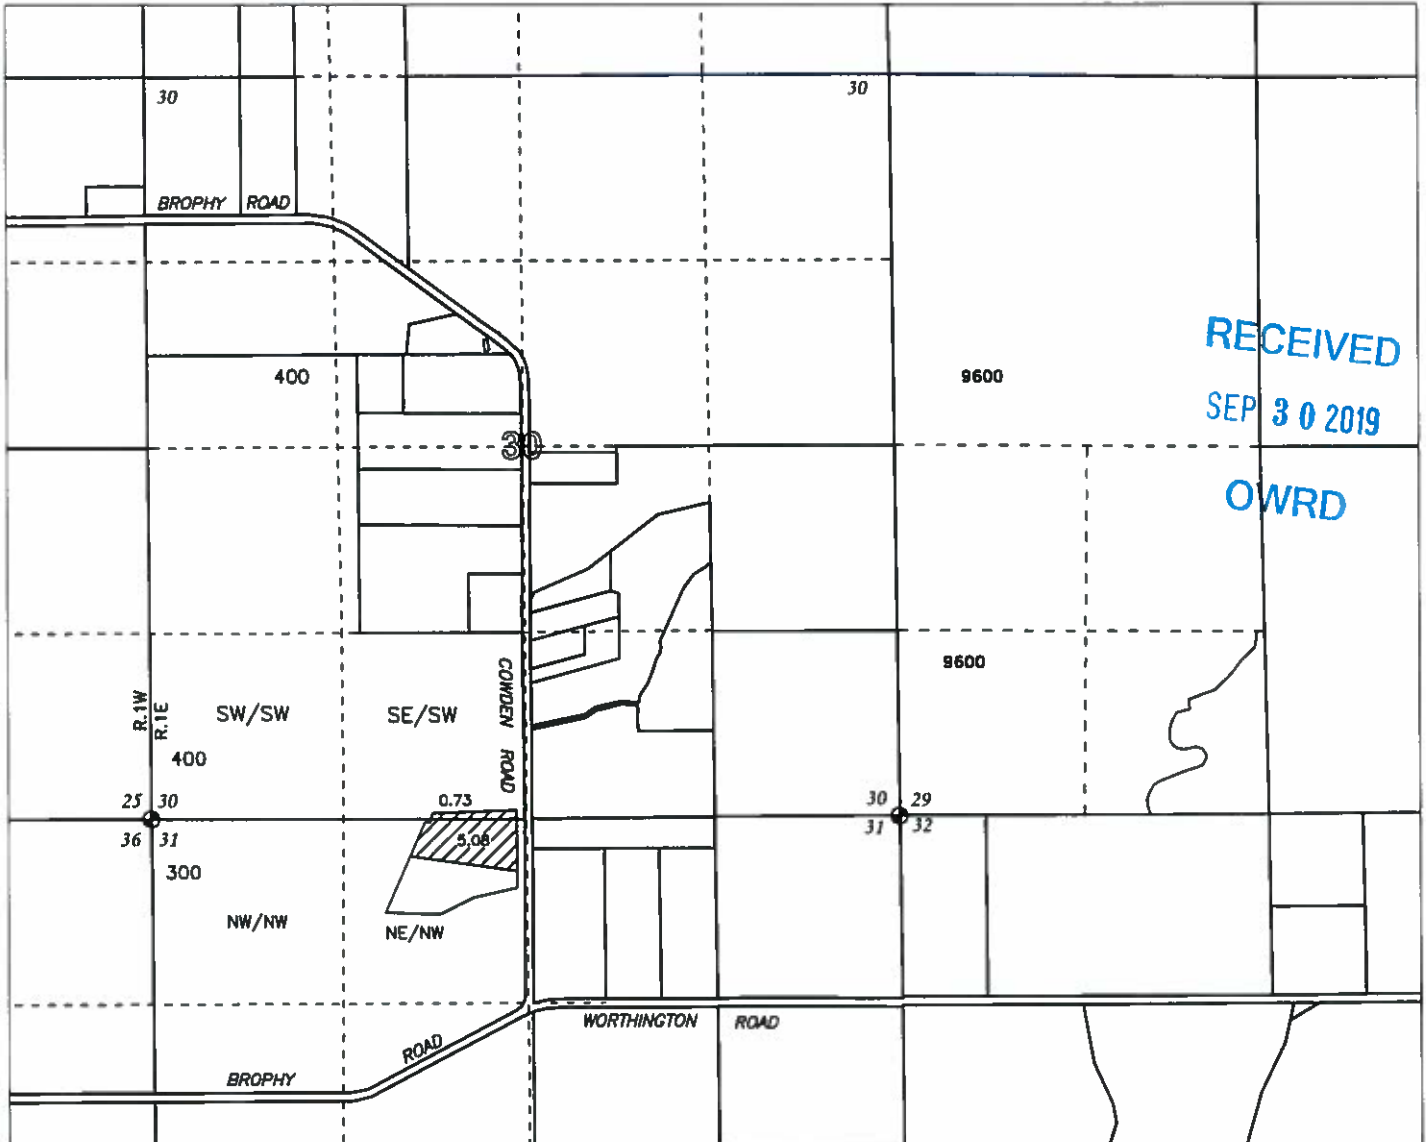 30
30
BROPHY ROAD
RECEIVED
400
9600
SEP 30 2019
30
OWRD
9600
COWDEN ROAD
R.1W
R.1E
SW/SW
SE/SW
400
0.73
25 30
30 29
36 31
31 32
5.08
300
NW/NW
NE/NW
WORTHINGTON ROAD
BROPHY ROAD